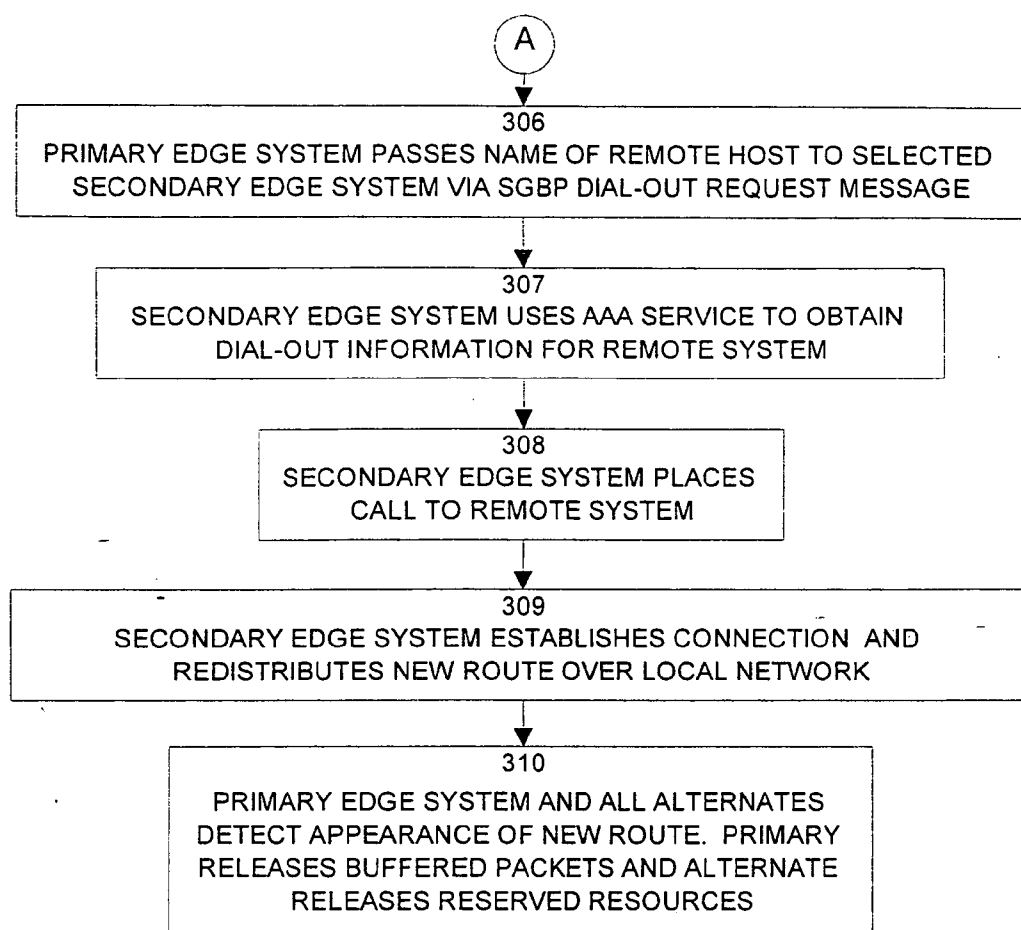 A
306
PRIMARY EDGE SYSTEM PASSES NAME OF REMOTE HOST TO SELECTED
SECONDARY EDGE SYSTEM VIA SGBP DIAL-OUT REQUEST MESSAGE
307
SECONDARY EDGE SYSTEM USES AAA SERVICE TO OBTAIN
DIAL-OUT INFORMATION FOR REMOTE SYSTEM
308
SECONDARY EDGE SYSTEM PLACES
CALL TO REMOTE SYSTEM
309
SECONDARY EDGE SYSTEM ESTABLISHES CONNECTION AND
REDISTRIBUTES NEW ROUTE OVER LOCAL NETWORK
310
PRIMARY EDGE SYSTEM AND ALL ALTERNATES
DETECT APPEARANCE OF NEW ROUTE. PRIMARY
RELEASES BUFFERED PACKETS AND ALTERNATE
RELEASES RESERVED RESOURCES